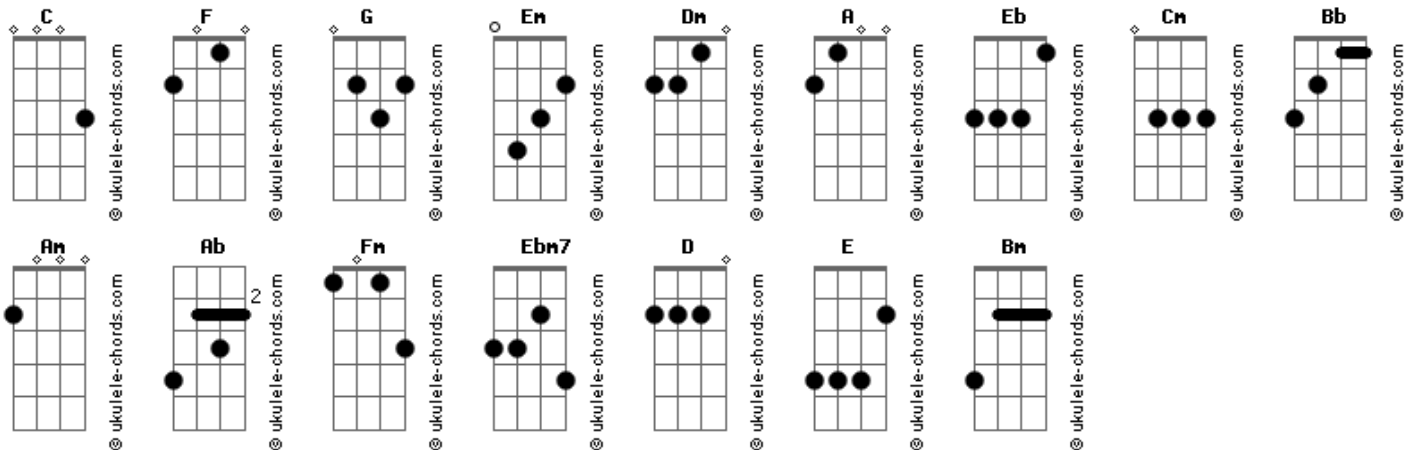 C F G Em Dm A Eb Cm Bb
© ukulele-chords.com © ukulele-chords.com © ukulele-chords.com © ukulele-chords.com © ukulele-chords.com © ukulele-chords.com © ukulele-chords.com © ukulele-chords.com © ukulele-chords.com
Am Ab Fm Ebm7 D E Bm
2
© ukulele-chords.com © ukulele-chords.com © ukulele-chords.com © ukulele-chords.com © ukulele-chords.com © ukulele-chords.com © ukulele-chords.com